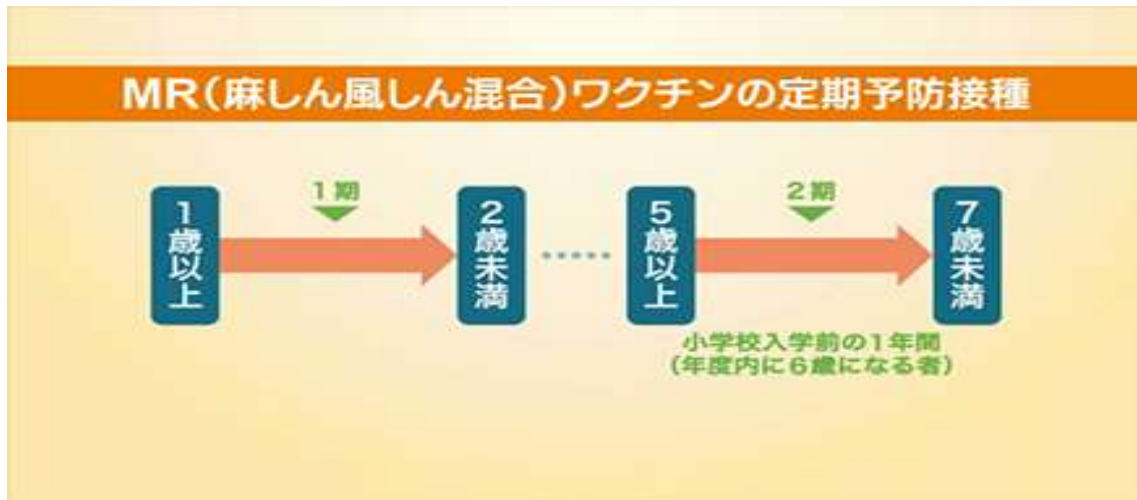 MR（麻しん風しん混合）ワクチンの定期予防接種
1期
2期
1歳以上
2歳未満
5歳以上
7歳未満
小学校入学前の1年間
（年度内に6歳になる者）